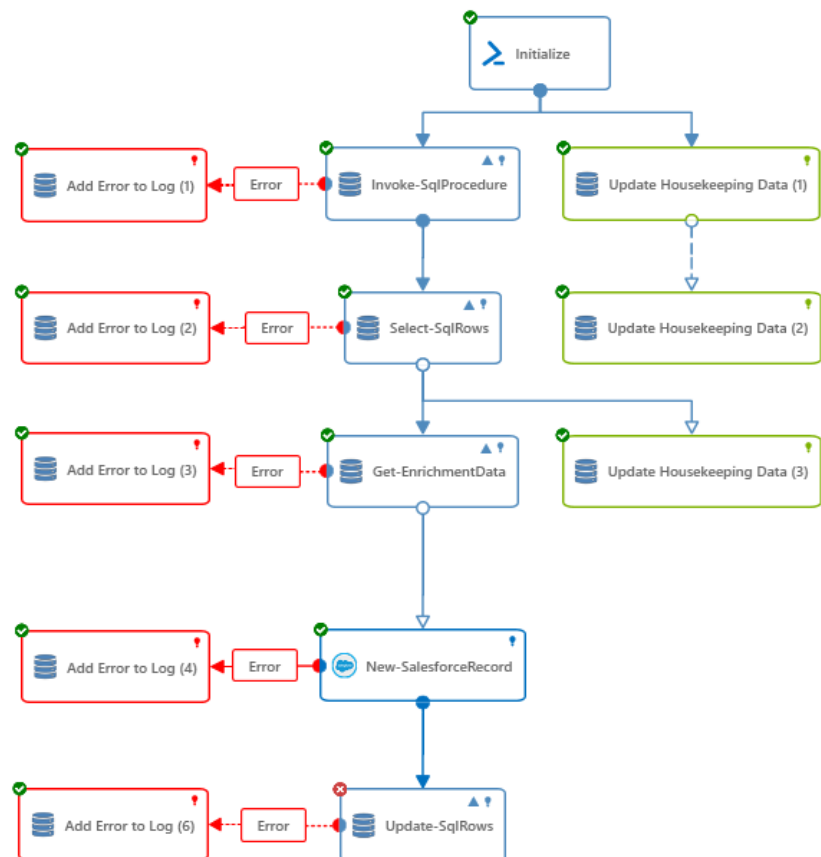 Initialize
Add Error to Log (1)
Error
Invoke-SqlProcedure
Update Housekeeping Data (1)
Add Error to Log (2)
Error
Select-SqlRows
Update Housekeeping Data (2)
Add Error to Log (3)
Error
Get-EnrichmentData
Update Housekeeping Data (3)
Add Error to Log (4)
Error
New-SalesforceRecord
Add Error to Log (6)
Error
Update-SqlRows